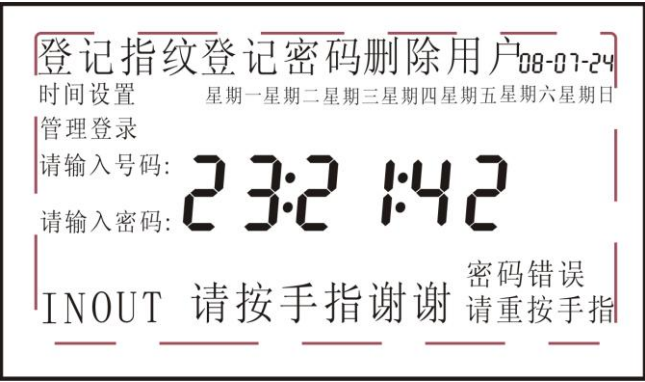 登记指纹登记密码删除用户08-07-24
时间设置 星期一星期二星期三星期四星期五星期六星期日
管理登录
请输入号码:
23:21:42
请输入密码:
密码错误
INOUT 请按手指谢谢 请重按手指